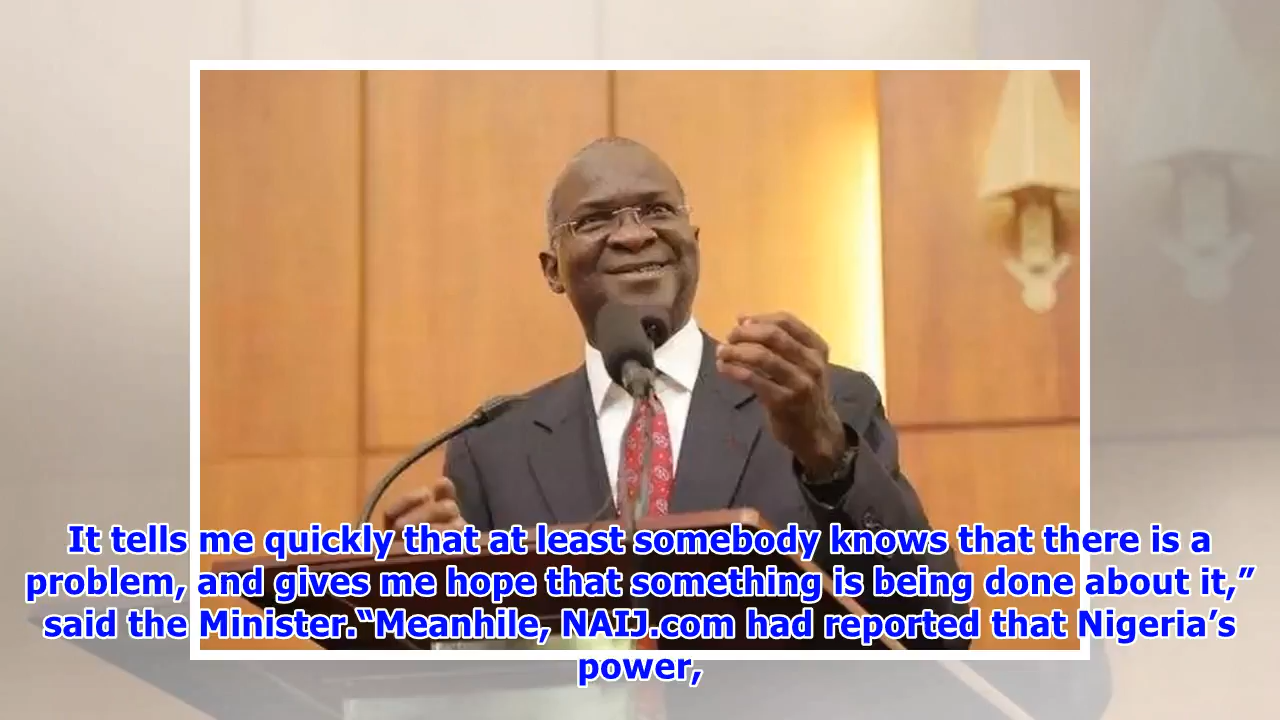 It tells me quickly that at least somebody knows that there is a
problem, and gives me hope that something is being done about it,”
said the Minister.“Meanhile, NAIJ.com had reported that Nigeria’s
power,